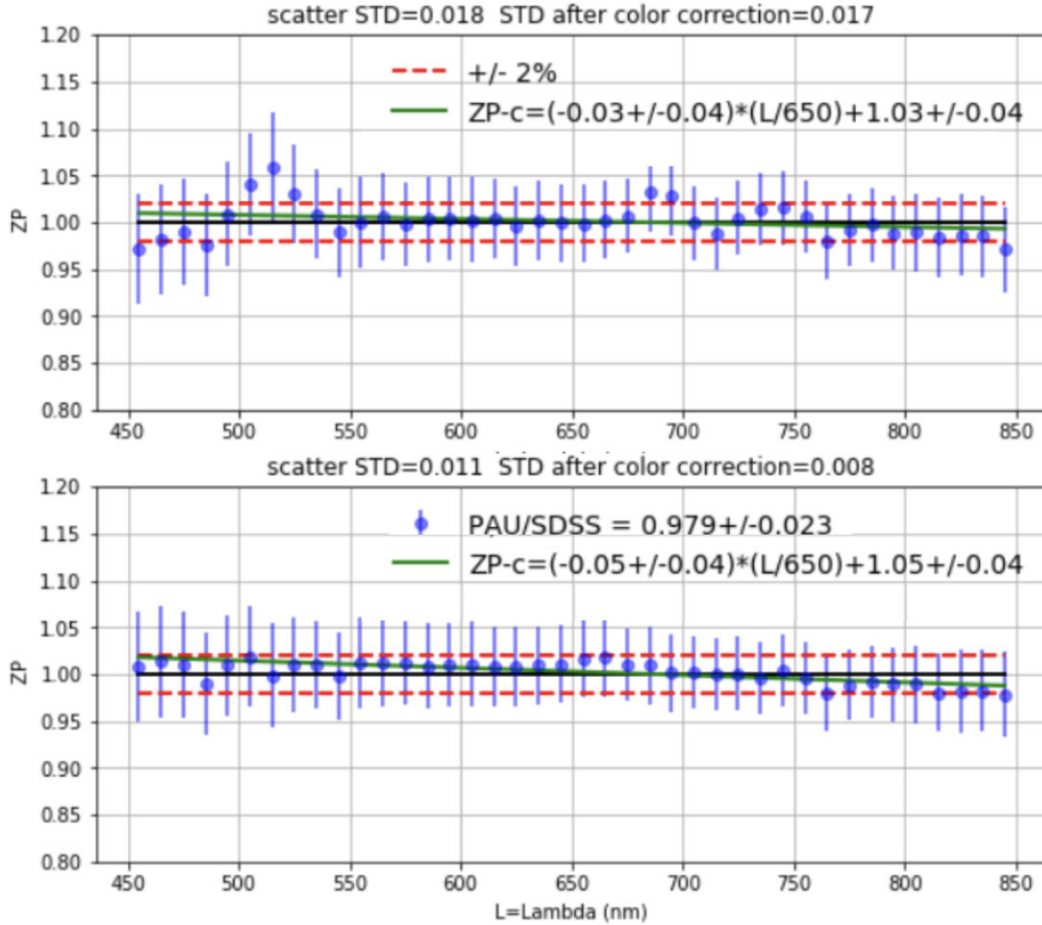 scatter STD=0.018 STD after color correction=0.017
1.20
1.15
1.10
1.05
1.00
0.95
0.90
0.85
0.80
ZP
+/- 2%
ZP-c=(-0.03+/-0.04)*(L/650)+1.03+/-0.04
450 500 550 600 650 700 750 800 850
scatter STD=0.011 STD after color correction=0.008
1.20
1.15
1.10
1.05
1.00
0.95
0.90
0.85
0.80
ZP
PAU/SDSS = 0.979+/-0.023
ZP-c=(-0.05+/-0.04)*(L/650)+1.05+/-0.04
450 500 550 600 650 700 750 800 850
L=Lambda (nm)